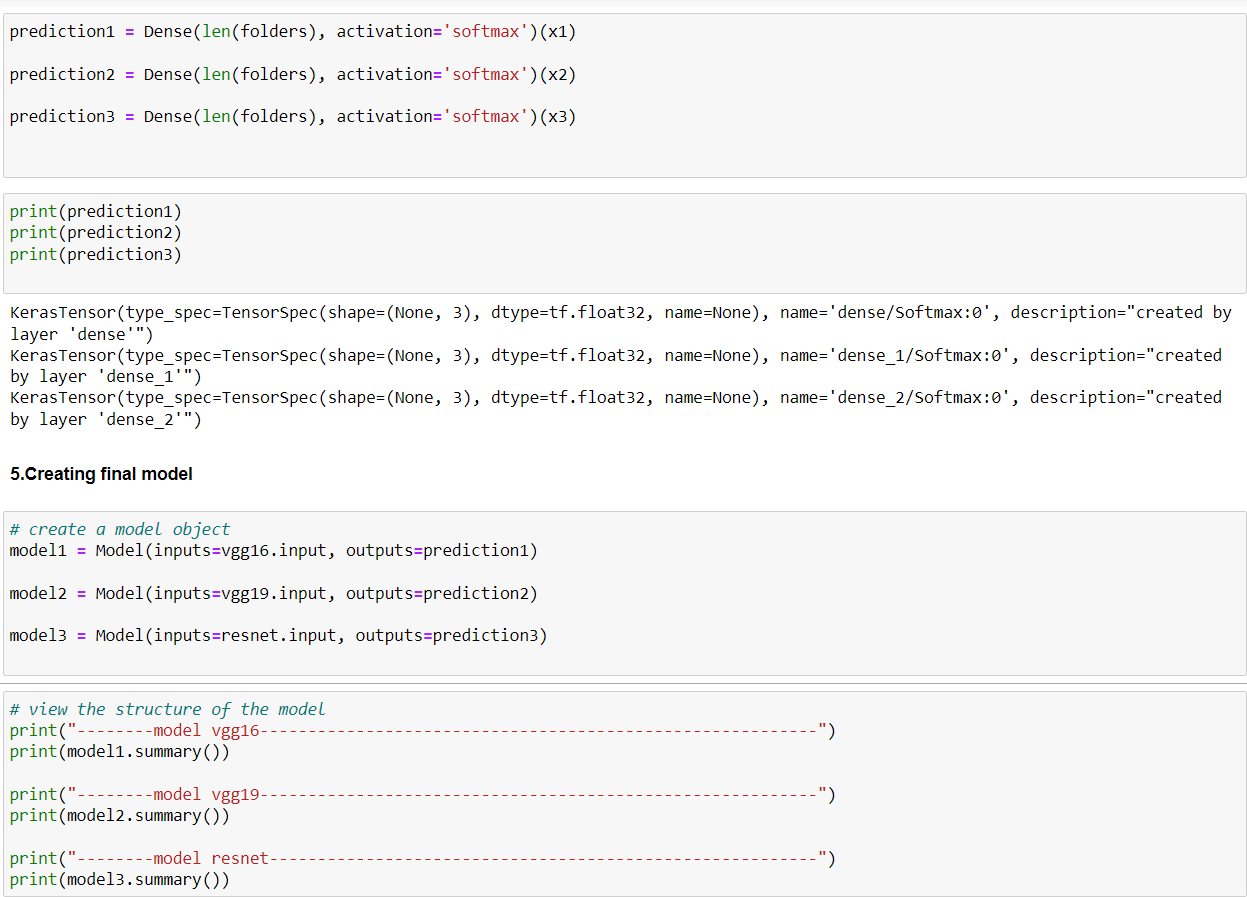 prediction1 = Dense(len(folders), activation='softmax')(x1)
prediction2 = Dense(len(folders), activation='softmax')(x2)
prediction3 = Dense(len(folders), activation='softmax')(x3)
print(prediction1)
print(prediction2)
print(prediction3)
KerasTensor(type_spec=TensorSpec(shape=(None, 3), dtype=tf.float32, name=None), name='dense/Softmax:0', description="created by
layer 'dense'")
KerasTensor(type_spec=TensorSpec(shape=(None, 3), dtype=tf.float32, name=None), name='dense_1/Softmax:0', description="created
by layer 'dense_1'")
KerasTensor(type_spec=TensorSpec(shape=(None, 3), dtype=tf.float32, name=None), name='dense_2/Softmax:0', description="created
by layer 'dense_2'")
5.Creating final model
# create a model object
model1 = Model(inputs=vgg16.input, outputs=prediction1)
model2 = Model(inputs=vgg19.input, outputs=prediction2)
model3 = Model(inputs=resnet.input, outputs=prediction3)
# view the structure of the model
print("--------model vgg16----------------------------------------------------------")
print(model1.summary())
print("--------model vgg19----------------------------------------------------------")
print(model2.summary())
print("--------model resnet---------------------------------------------------------")
print(model3.summary())